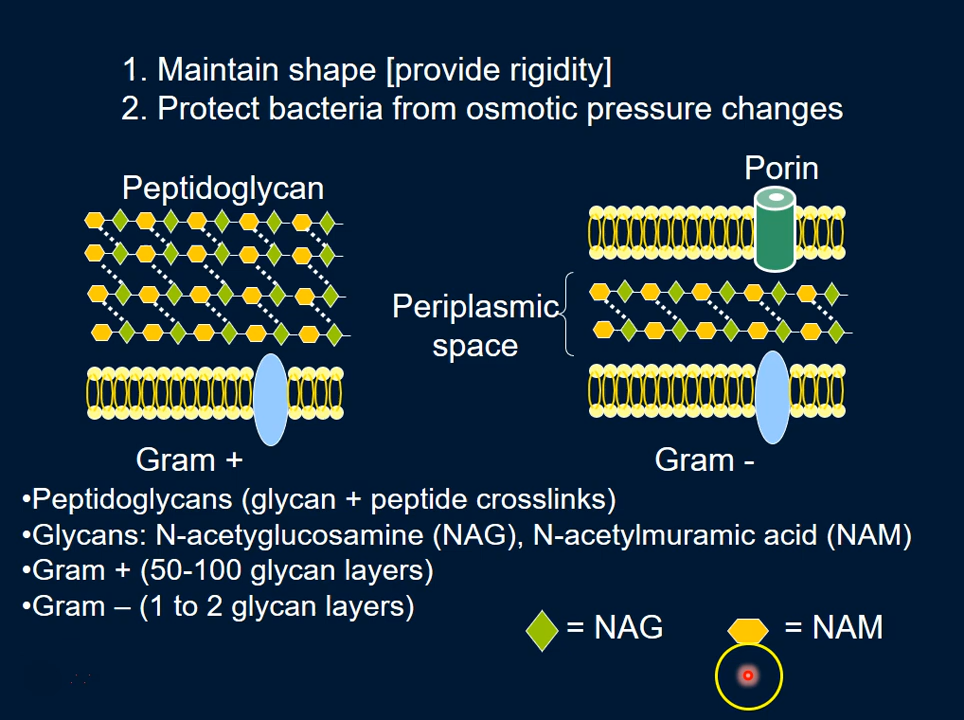 1. Maintain shape [provide rigidity]
2. Protect bacteria from osmotic pressure changes
Peptidoglycan
Porin
Periplasmic
space
Gram +
Gram -
•Peptidoglycans (glycan + peptide crosslinks)
•Glycans: N-acetyglucosamine (NAG), N-acetylmuramic acid (NAM)
•Gram + (50-100 glycan layers)
•Gram – (1 to 2 glycan layers)
= NAG
= NAM